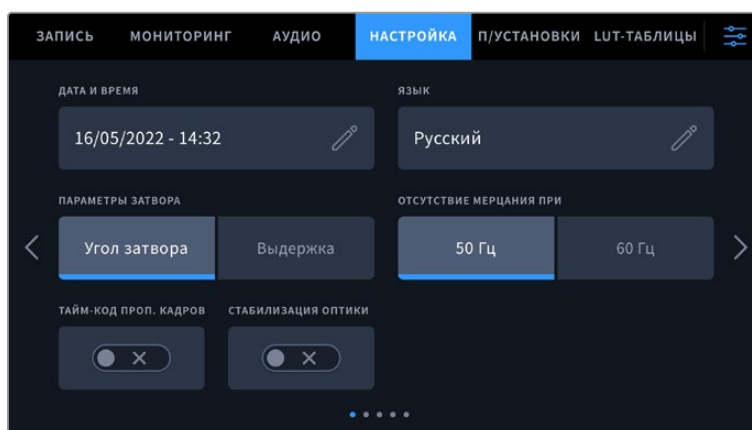 ЗАПИСЬ МОНИТОРИНГ АУДИО НАСТРОЙКА П/УСТАНОВКИ LUT-ТАБЛИЦЫ
ДАТА И ВРЕМЯ ЯЗЫК
16/05/2022 - 14:32 Русский
ПАРАМЕТРЫ ЗАТВОРА ОТСУТСТВИЕ МЕРЦАНИЯ ПРИ
Угол затвора Выдержка 50 Гц 60 Гц
ТАЙМ-КОД ПРОП. КАДРОВ СТАБИЛИЗАЦИЯ ОПТИКИ